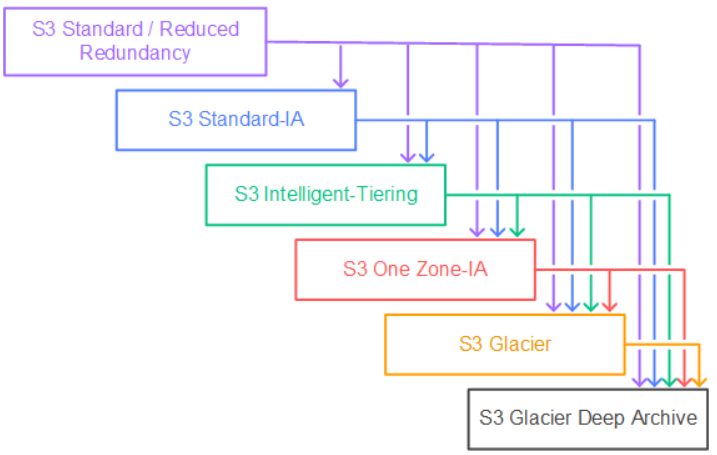 S3 Standard / Reduced
Redundancy
S3 Standard-IA
S3 Intelligent-Tiering
S3 One Zone-IA
S3 Glacier
S3 Glacier Deep Archive